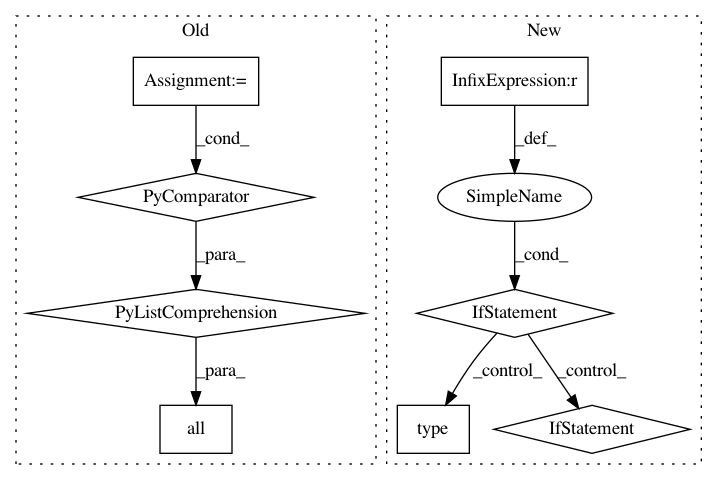 Old
New
Assignment:=
InfixExpression:r
_cond_
_def_
PyComparator
SimpleName
_para_
_cond_
PyListComprehension
IfStatement
_para_
_control_
_control_
all
type
IfStatement